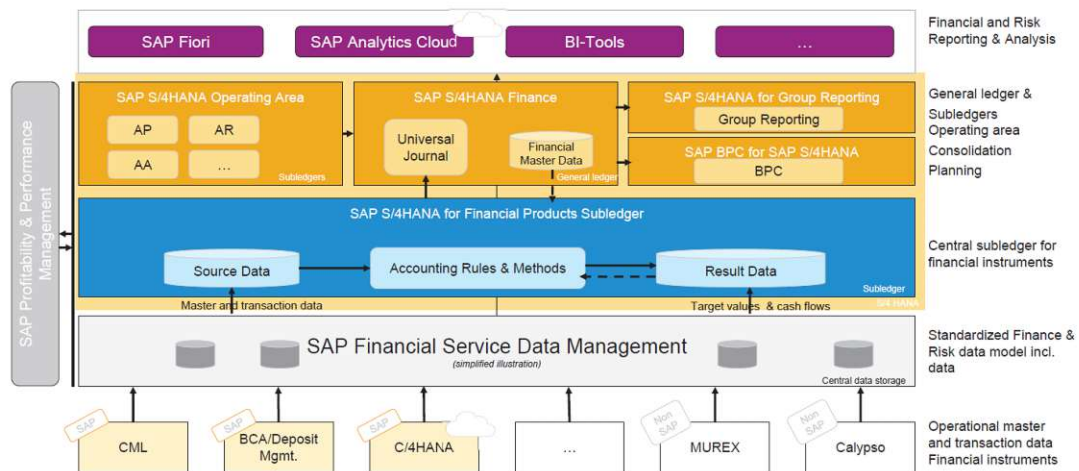 SAP Fiori
SAP Analytics Cloud
BI-Tools
…
Financial and Risk
Reporting & Analysis
SAP Profitability & Performance
Management
SAP S/4HANA Operating Area
AP
AR
AA
…
Subledgers
SAP S/4HANA Finance
Universal
Journal
Financial
Master Data
General ledger
SAP S/4HANA for Group Reporting
Group Reporting
SAP BPC for SAP S/4HANA
BPC
General ledger &
Subledgers
Operating area
Consolidation
Planning
SAP S/4HANA for Financial Products Subledger
Source Data
Accounting Rules & Methods
Result Data
Subledger
S/4 HANA
Central subledger for
financial instruments
Master and transaction data
Target values & cash flows
SAP Financial Service Data Management
(simplified illustration)
Central data storage
Standardized Finance &
Risk data model incl.
data
SAP
CML
SAP
BCA/Deposit
Mgmt.
SAP
C/4HANA
…
Non
SAP
MUREX
Non
SAP
Calypso
Operational master
and transaction data
Financial instruments